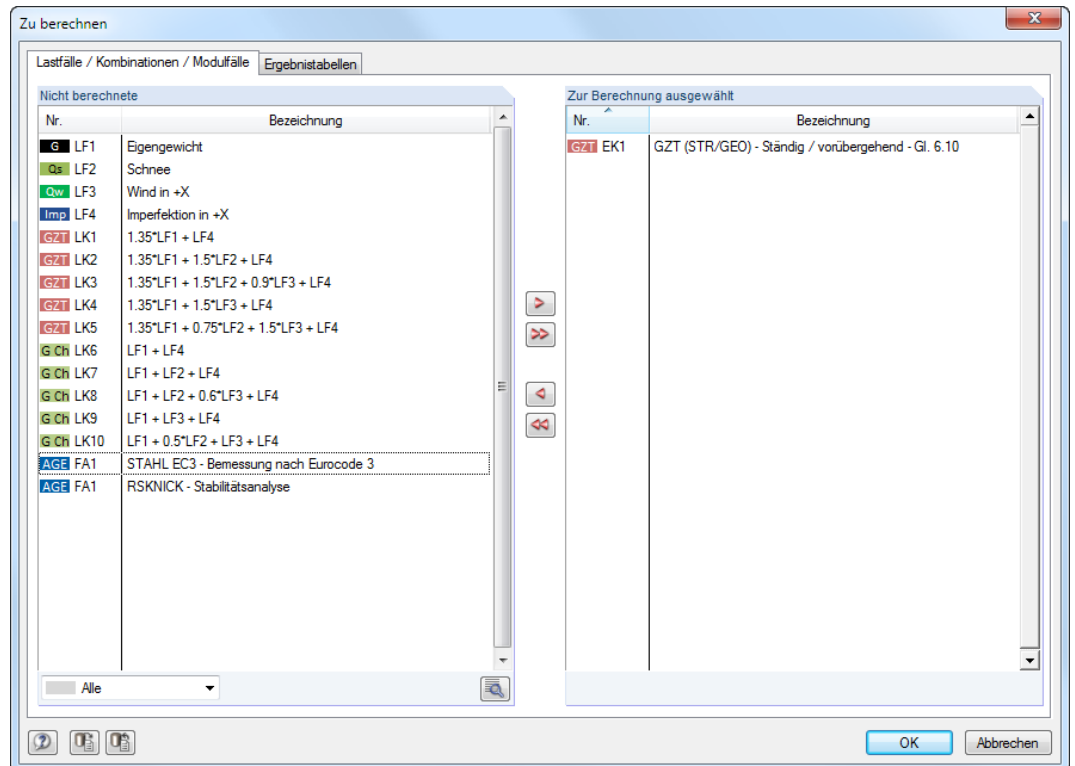 Zu berechnen
Lastfälle / Kombinationen / Modulfälle Ergebnistabellen
Nicht berechnete
Nr. Bezeichnung
G LF1 Eigengewicht
Qs LF2 Schnee
Qw LF3 Wind in +X
Imp LF4 Imperfektion in +X
GZT LK1 1.35*LF1 + LF4
GZT LK2 1.35*LF1 + 1.5*LF2 + LF4
GZT LK3 1.35*LF1 + 1.5*LF2 + 0.9*LF3 + LF4
GZT LK4 1.35*LF1 + 1.5*LF3 + LF4
GZT LK5 1.35*LF1 + 0.75*LF2 + 1.5*LF3 + LF4
G Ch LK6 LF1 + LF4
G Ch LK7 LF1 + LF2 + LF4
G Ch LK8 LF1 + LF2 + 0.6*LF3 + LF4
G Ch LK9 LF1 + LF3 + LF4
G Ch LK10 LF1 + 0.5*LF2 + LF3 + LF4
AGE FA1 STAHL EC3 - Bemessung nach Eurocode 3
AGE FA1 RSKNICK - Stabilitätsanalyse
Alle
Zur Berechnung ausgewählt
Nr. Bezeichnung
GZT EK1 GZT (STR/GEO) - Ständig / vorübergehend - Gl. 6.10
OK Abbrechen